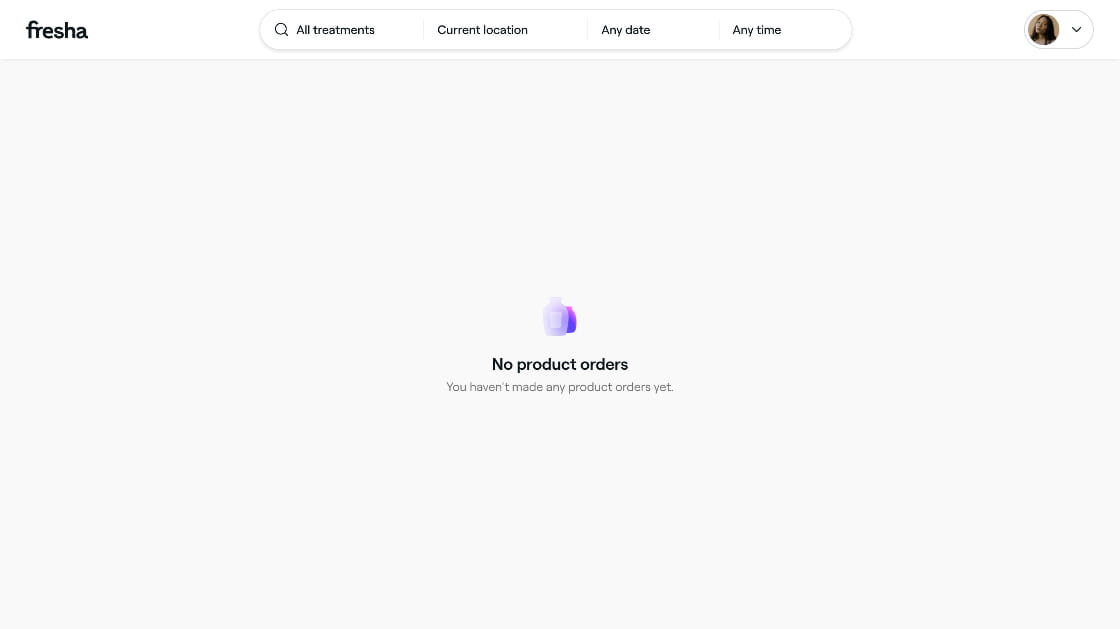 fresha
All treatments
Current location
Any date
Any time
No product orders
You haven't made any product orders yet.